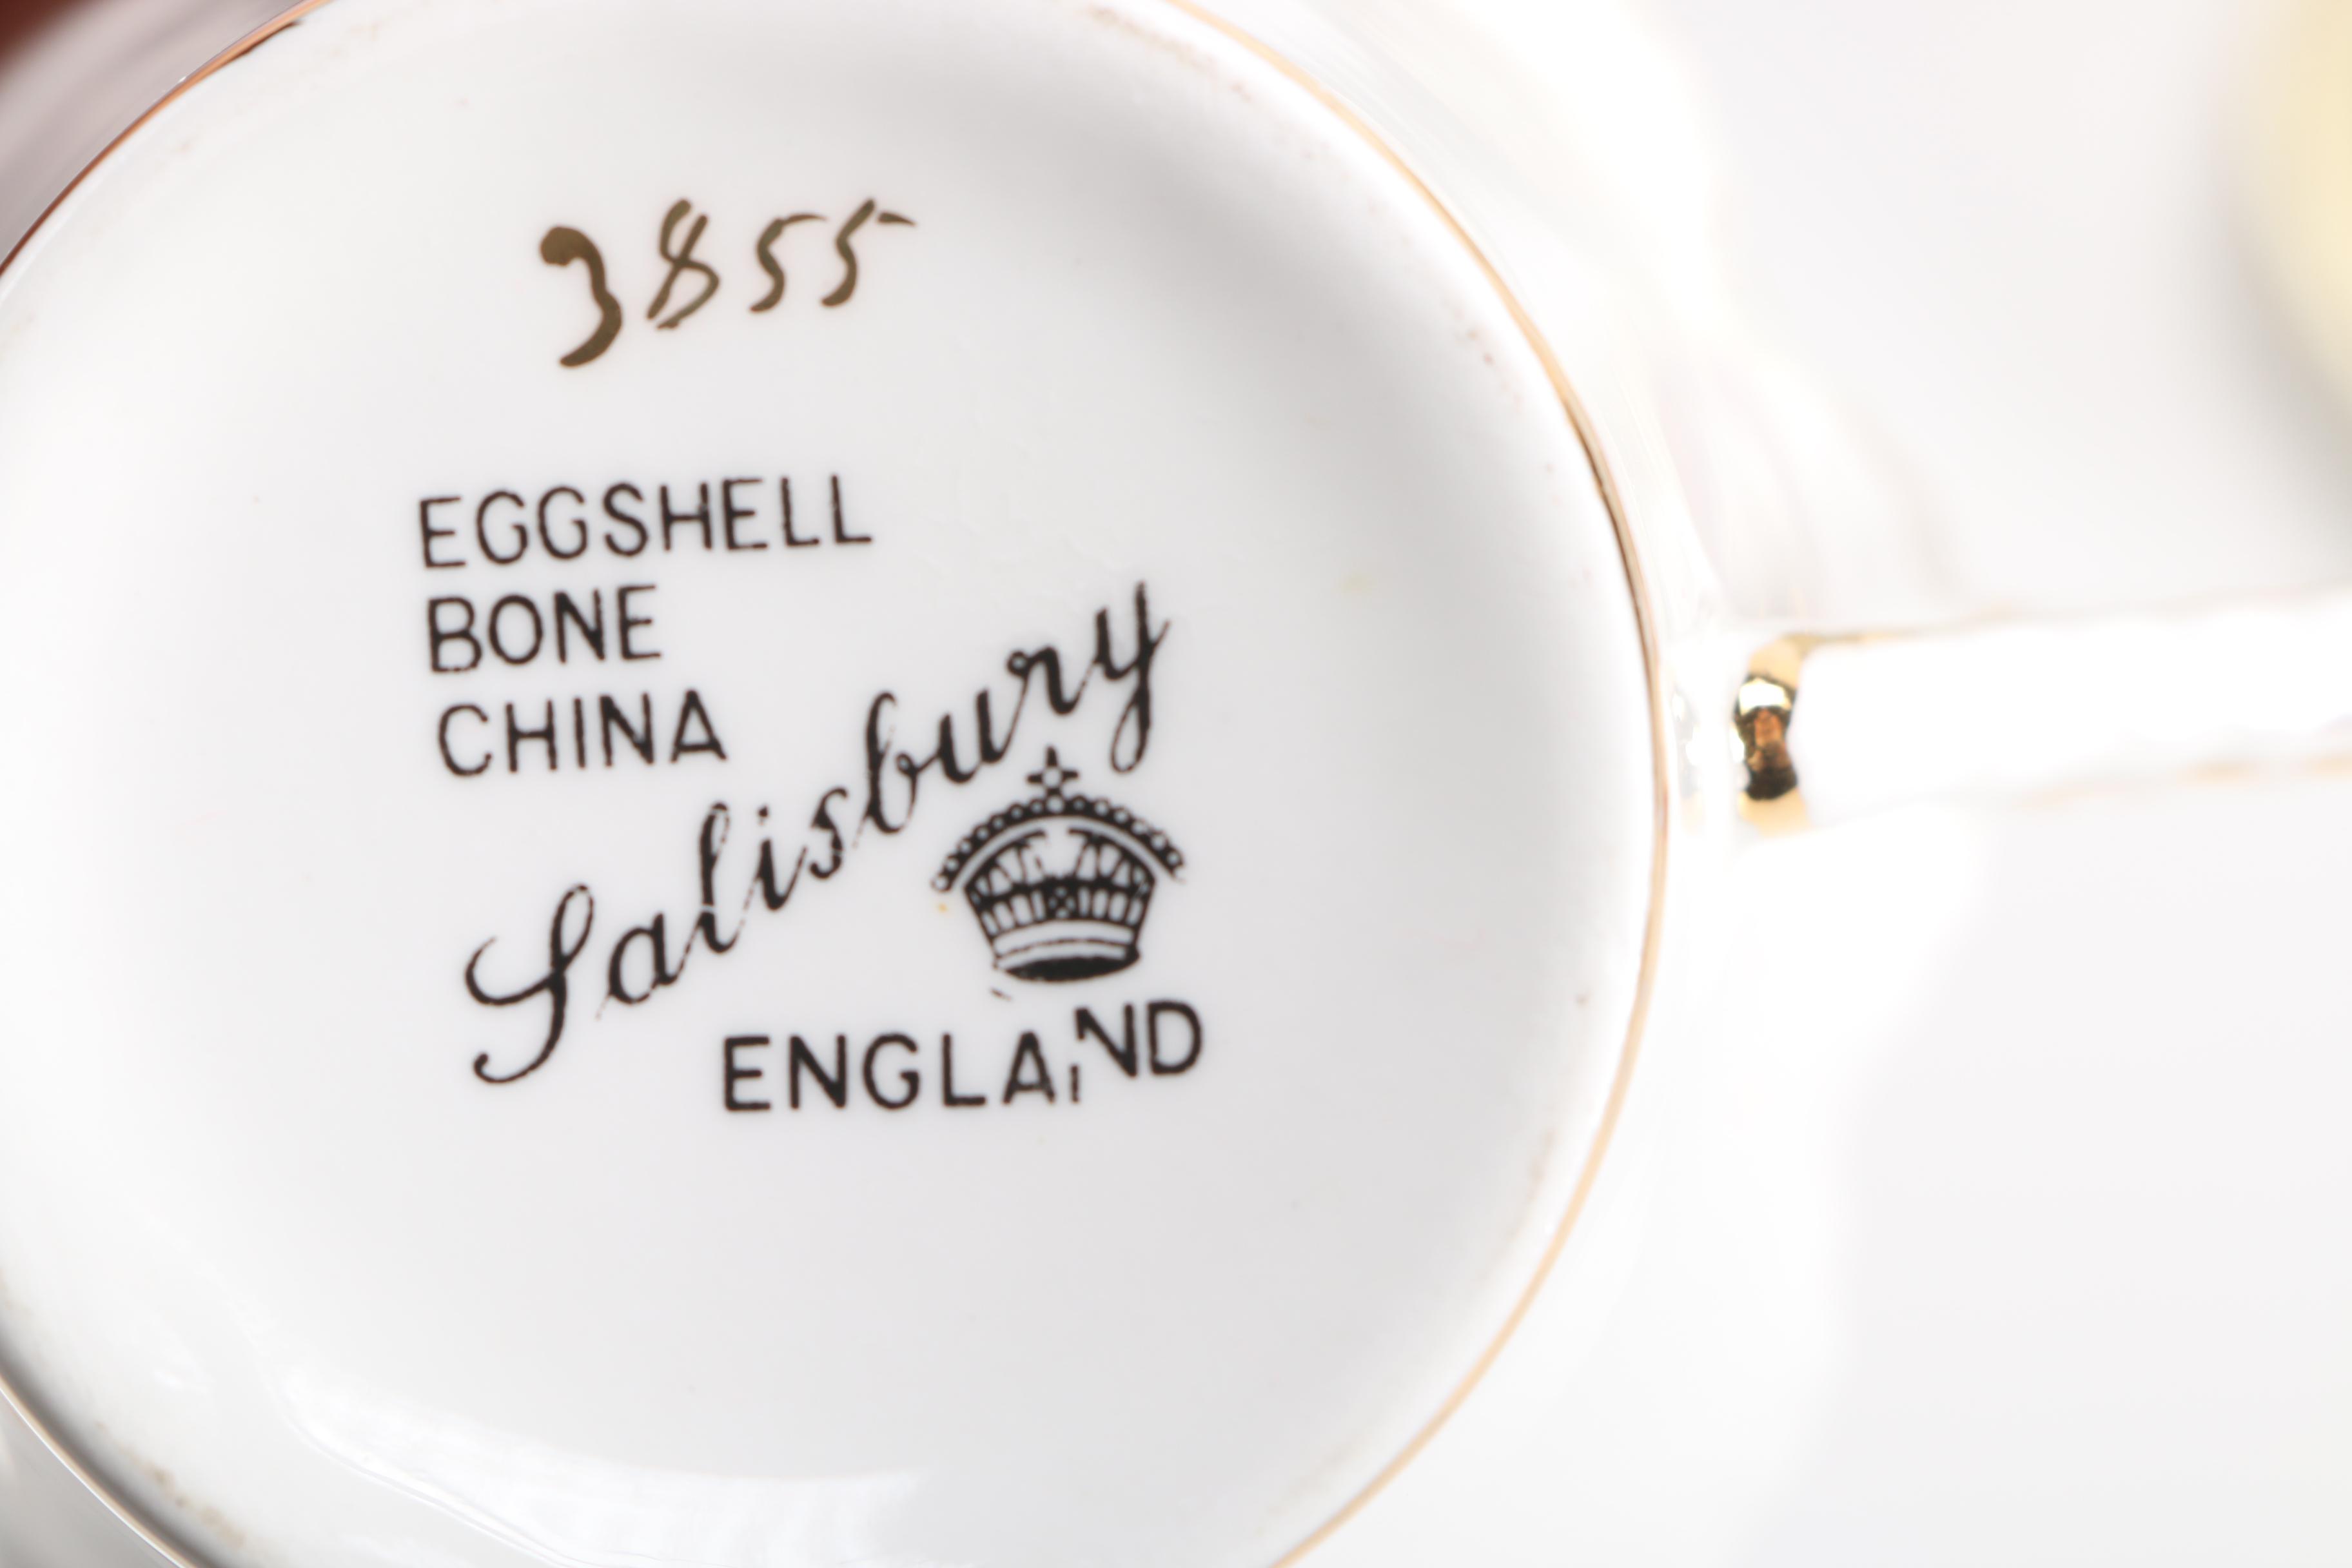 3855
EGGSHELL
BONE
CHINA
Salisbury
ENGLAND